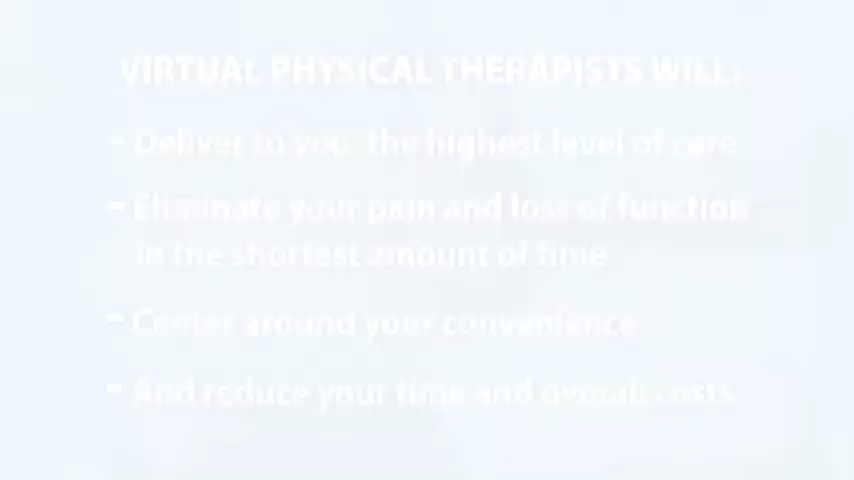 VIRTUAL PHYSICAL THERAPISTS WILL:
- Deliver to you, the highest level of care
- Eliminate your pain and loss of function
in the shortest amount of time
- Center around your convenience
- And reduce your time and overall costs